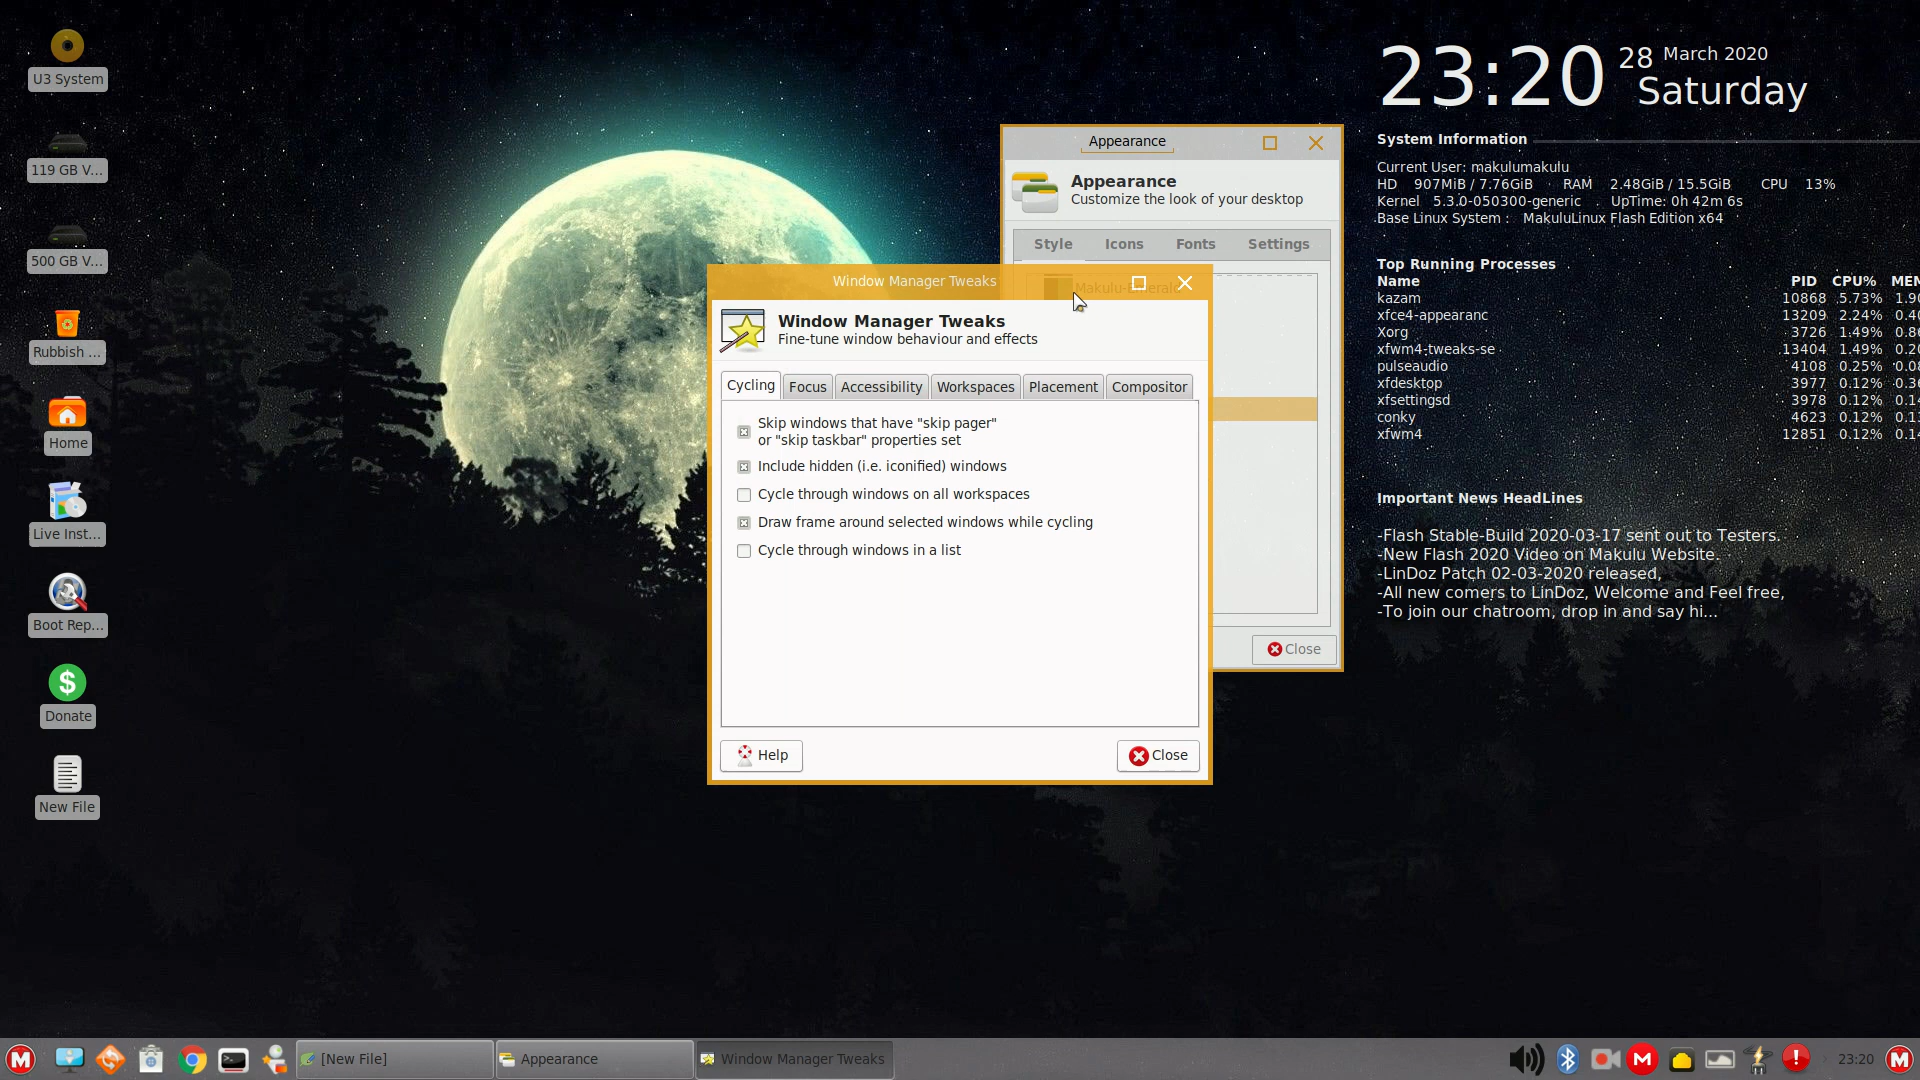 U3 System
119 GB V...
500 GB V...
Rubbish ...
Home
Live Inst...
Boot Rep...
Donate
New File
23:20 28 March 2020
Saturday
System Information
Current User: makulumakulu
HD 907MiB / 7.76GiB RAM 2.48GiB / 15.5GiB CPU 13%
Kernel 5.3.0-050300-generic . UpTime: 0h 42m 6s
Base Linux System : MakuluLinux Flash Edition x64
Top Running Processes
Name PID CPU%
kazam 10868 5.73%
xfce4-appearanc 13209 2.24%
Xorg 3726 1.49%
xfwm4-tweaks-se 13404 1.49%
pulseaudio 4108 0.25%
xfdesktop 3977 0.12%
xfsettingsd 3978 0.12%
conky 4623 0.12%
xfwm4 12851 0.12%
Important News HeadLines
-Flash Stable-Build 2020-03-17 sent out to Testers.
-New Flash 2020 Video on Makulu Website.
-LinDoz Patch 02-03-2020 released,
-All new comers to LinDoz, Welcome and Feel free,
-To join our chatroom, drop in and say hi...
Appearance
Appearance
Customize the look of your desktop
Style Icons Fonts Settings
Close
Window Manager Tweaks
Window Manager Tweaks
Fine-tune window behaviour and effects
Cycling Focus Accessibility Workspaces Placement Compositor
Skip windows that have "skip pager"
or "skip taskbar" properties set
Include hidden (i.e. iconified) windows
Cycle through windows on all workspaces
Draw frame around selected windows while cycling
Cycle through windows in a list
Help Close
[New File] Appearance Window Manager Tweaks 23:20